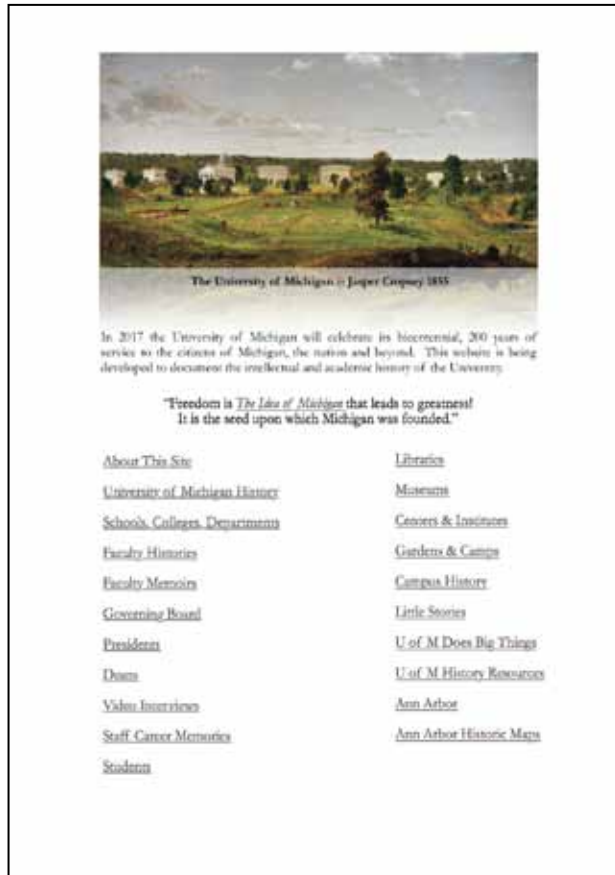 The University of Michigan :: Jasper Cropsey 1855
In 2017 the University of Michigan will celebrate its bicentennial, 200 years of
service to the citizens of Michigan, the nation and beyond. This website is being
developed to document the intellectual and academic history of the University.
"Freedom is The Idea of Michigan that leads to greatness!
It is the seed upon which Michigan was founded."
About This Site
University of Michigan History
Schools, Colleges, Departments
Faculty Histories
Faculty Memoirs
Governing Board
Presidents
Deans
Video Interviews
Staff Career Memories
Students
Libraries
Museums
Centers & Institutes
Gardens & Camps
Campus History
Little Stories
U of M Does Big Things
U of M History Resources
Ann Arbor
Ann Arbor Historic Maps